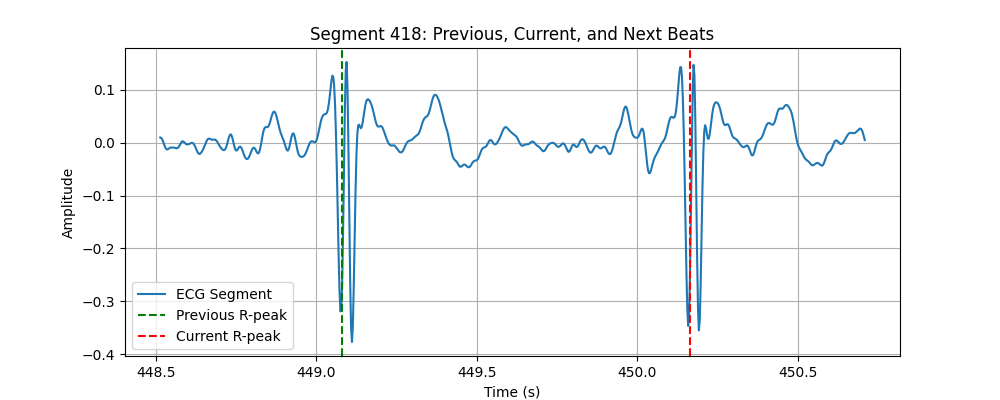 Segment 418: Previous, Current, and Next Beats
Amplitude
0.1
0.0
−0.1
−0.2
−0.3
−0.4
ECG Segment
Previous R-peak
Current R-peak
448.5 449.0 449.5 450.0 450.5
Time (s)